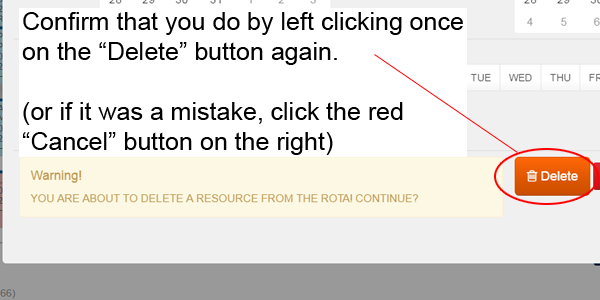 28 29 30 31 1 2 3
28 29
4 5 6
Confirm that you do by left clicking once
on the “Delete” button again.
TUE WED THU
(or if it was a mistake, click the red
“Cancel” button on the right)
Warning!
YOU ARE ABOUT TO DELETE A RESOURCE FROM THE ROTA! CONTINUE?
Delete
66)